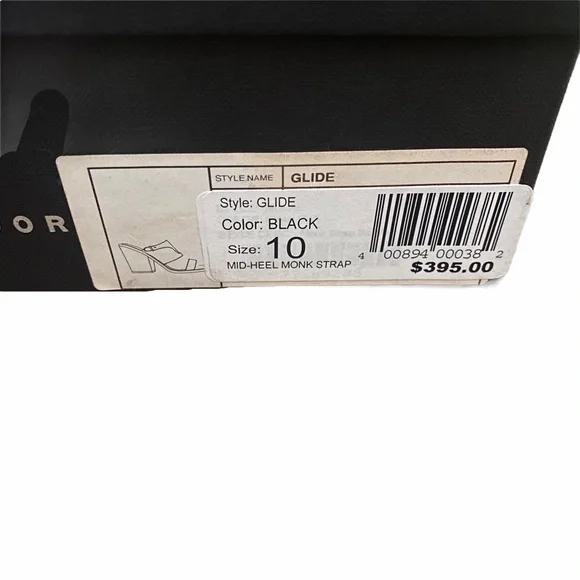 OOR
STYLE.NAME GLIDE
Style: GLIDE
Color: BLACK
Size: 10
MID-HEEL MONK STRAP
4 00894 00038 2
$395.00